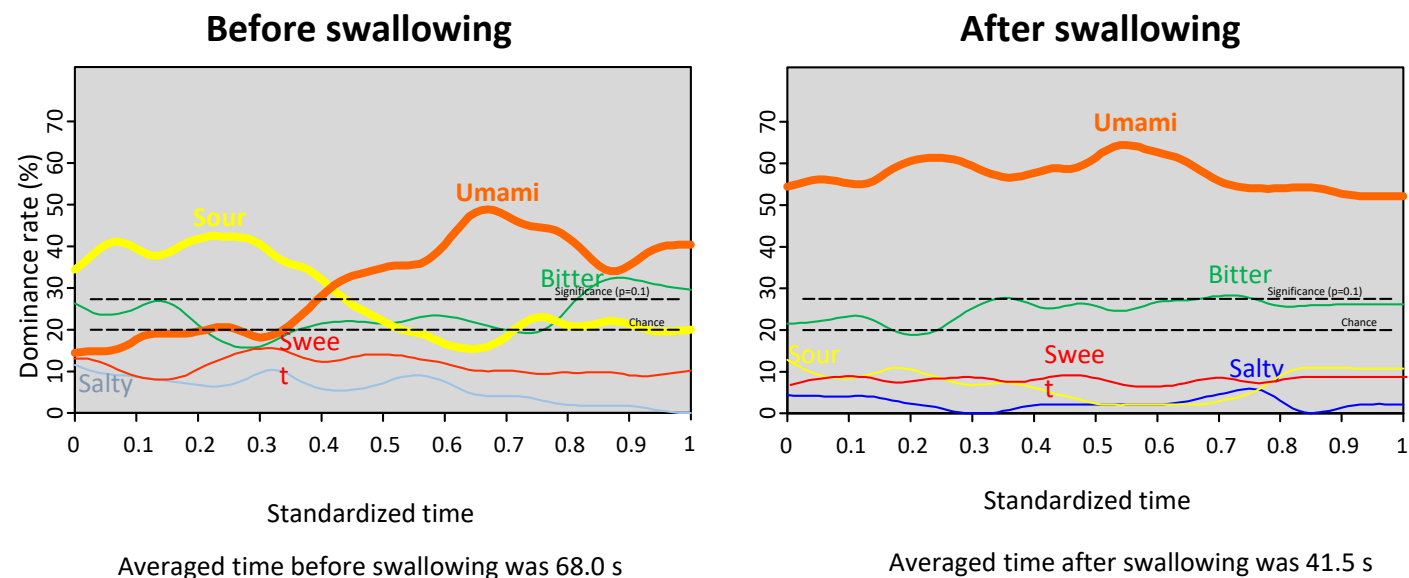 Before swallowing
Dominance rate (%)
70
60
50
40
30
20
10
0
Sour
Umami
Bitter
Significance (p=0.1)
Chance
Swee
t
Salty
0 0.1 0.2 0.3 0.4 0.5 0.6 0.7 0.8 0.9 1
Standardized time
Averaged time before swallowing was 68.0 s
After swallowing
70
60
50
40
30
20
10
0
Umami
Bitter
Significance (p=0.1)
Chance
Sour
Swee
t
Salty
0 0.1 0.2 0.3 0.4 0.5 0.6 0.7 0.8 0.9 1
Standardized time
Averaged time after swallowing was 41.5 s